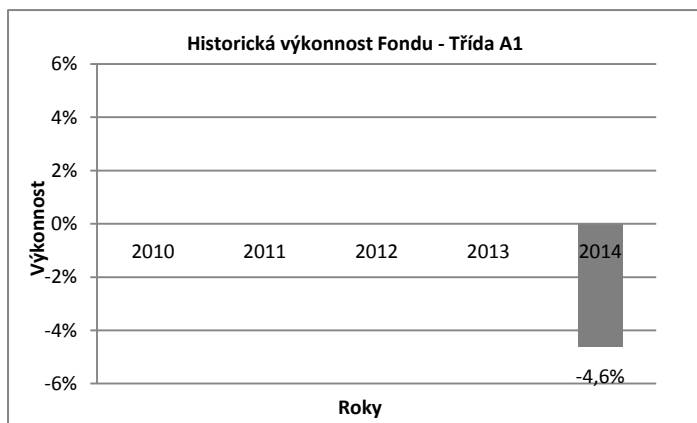 Historická výkonnost Fondu - Třída A1
6%
4%
2%
0%
-2%
-4%
-6%
Výkonnost
2010 2011 2012 2013 2014
-4,6%
Roky